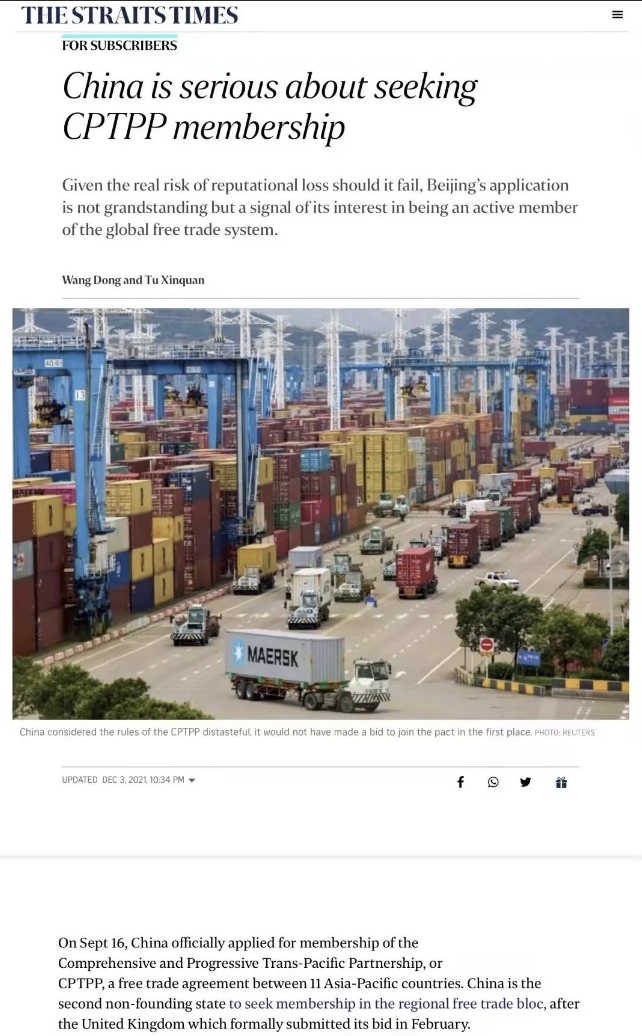 THE STRAITS TIMES
FOR SUBSCRIBERS
China is serious about seeking
CPTPP membership
Given the real risk of reputational loss should it fail, Beijing's application
is not grandstanding but a signal of its interest in being an active member
of the global free trade system.
Wang Dong and Tu Xinquan
13
MAERSK
China considered the rules of the CPTPP distasteful, it would not have made a bid to join the pact in the first place. PHOTO: REUTERS
UPDATED DEC 3, 2021, 10:34 PM
On Sept 16, China officially applied for membership of the
Comprehensive and Progressive Trans-Pacific Partnership, or
CPTPP, a free trade agreement between 11 Asia-Pacific countries. China is the
second non-founding state to seek membership in the regional free trade bloc, after
the United Kingdom which formally submitted its bid in February.